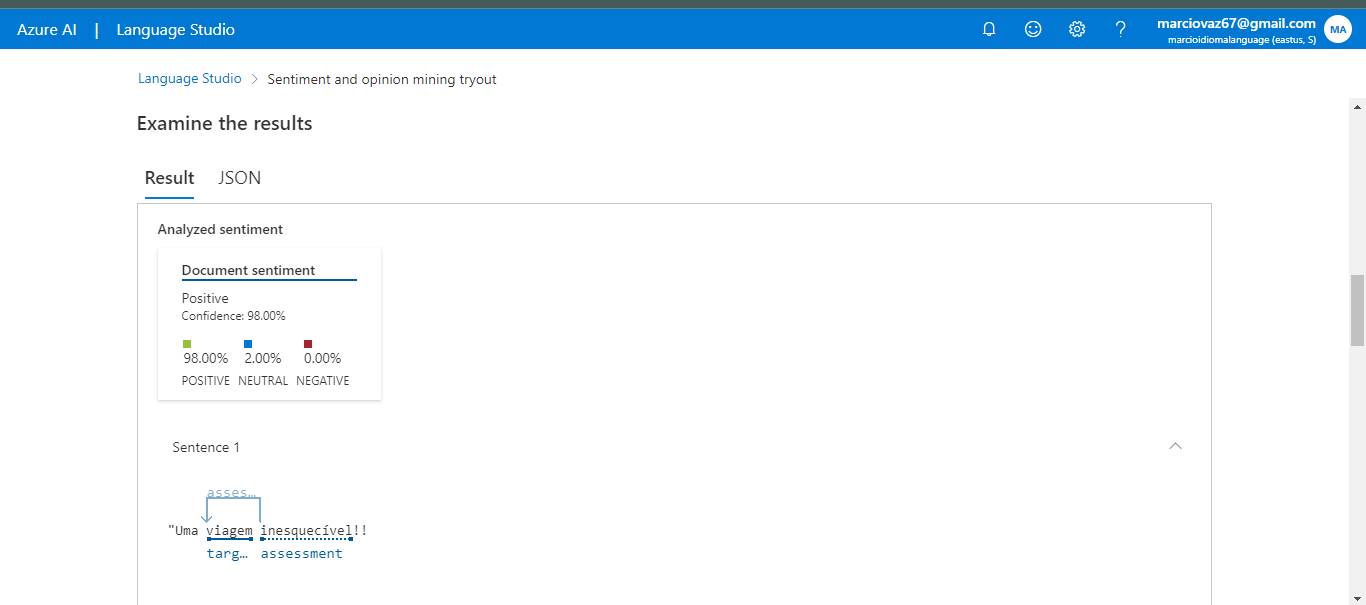 Azure AI | Language Studio
marciovaz67@gmail.com
marcioidiomalanguage (eastus, S)
MA
Language Studio > Sentiment and opinion mining tryout
Examine the results
Result JSON
Analyzed sentiment
Document sentiment
Positive
Confidence: 98.00%
98.00% 2.00% 0.00%
POSITIVE NEUTRAL NEGATIVE
Sentence 1
asses...
"Uma viagem inesquecível!!
targ... assessment